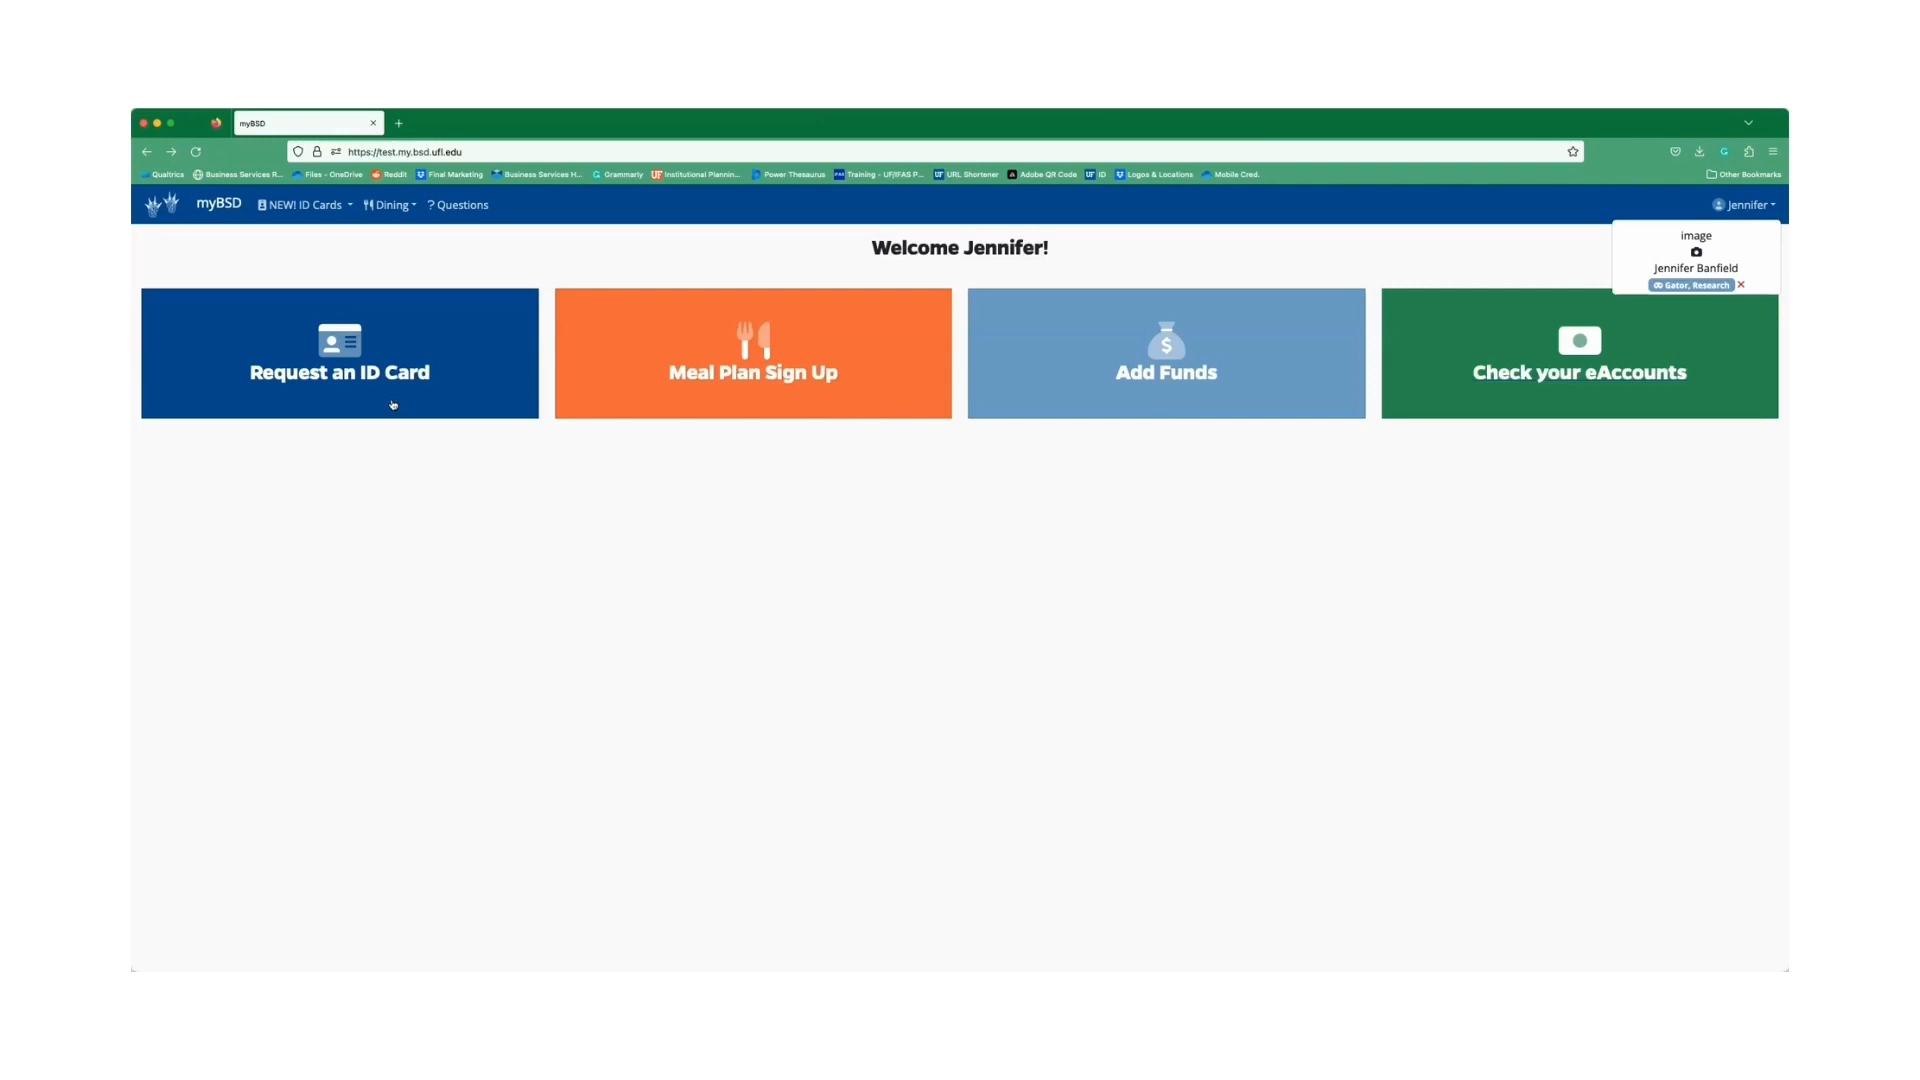 myBSD
https://test.my.bsd.ufl.edu
Qualtrics Business Services R... Files - OneDrive Reddit Final Marketing Business Services H... Grammarly UF Institutional Plannin... Power Thesaurus Training - UF/IFAS P... UF URL Shortener Adobe QR Code UF ID Logos & Locations Mobile Cred. Other Bookmarks
myBSD NEW! ID Cards Dining ? Questions Jennifer
Welcome Jennifer!
image
Jennifer Banfield
Gator, Research
Request an ID Card
Meal Plan Sign Up
$
Add Funds
Check your eAccounts